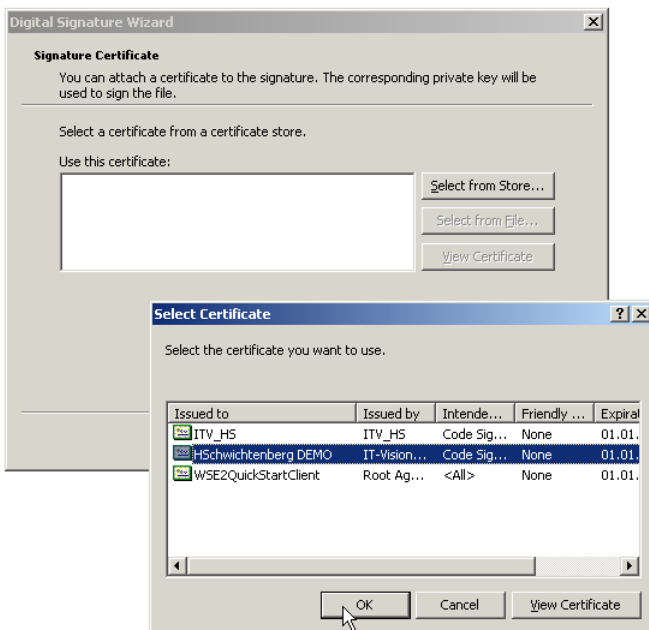 Digital Signature Wizard
Signature Certificate
You can attach a certificate to the signature. The corresponding private key will be
used to sign the file.
Select a certificate from a certificate store.
Use this certificate:
Select from Store...
Select from File...
View Certificate
Select Certificate
Select the certificate you want to use.
Issued to Issued by Intende... Friendly ... Expirat
ITV_HS ITV_HS Code Sig... None 01.01.
HSchwichtenberg DEMO IT-Vision... Code Sig... None 01.01.
WSE2QuickStartClient Root Ag... <All> None 01.01.
OK Cancel View Certificate